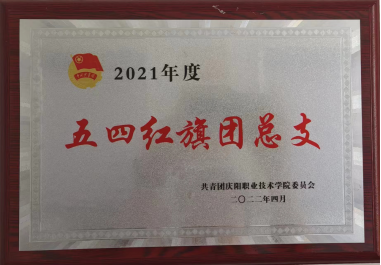 2021年度
五四红旗团总支
共青团庆阳职业技术学院委员会
二〇二二年四月